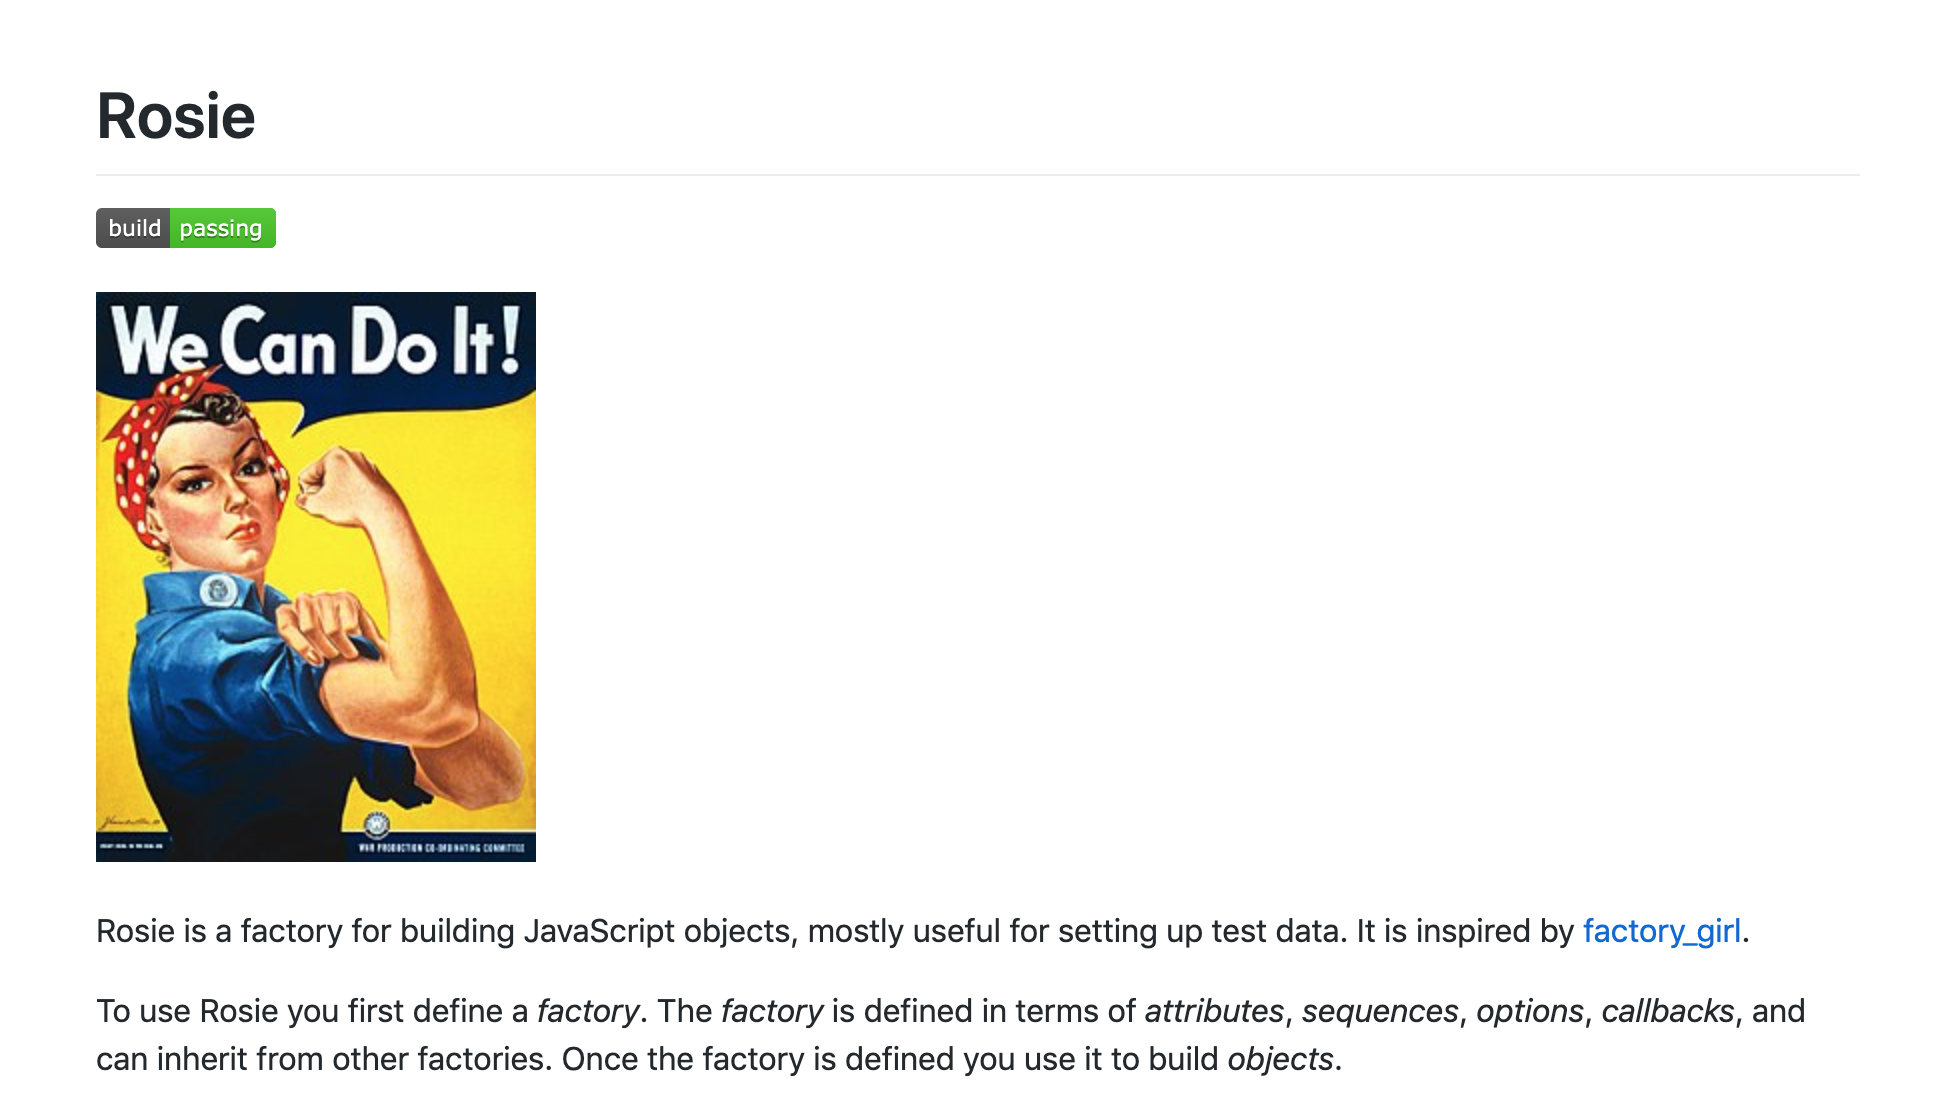 Rosie
build passing
We Can Do It!
WAR PRODUCTION CO-ORDINATING COMMITTEE
Rosie is a factory for building JavaScript objects, mostly useful for setting up test data. It is inspired by factory_girl.
To use Rosie you first define a factory. The factory is defined in terms of attributes, sequences, options, callbacks, and
can inherit from other factories. Once the factory is defined you use it to build objects.